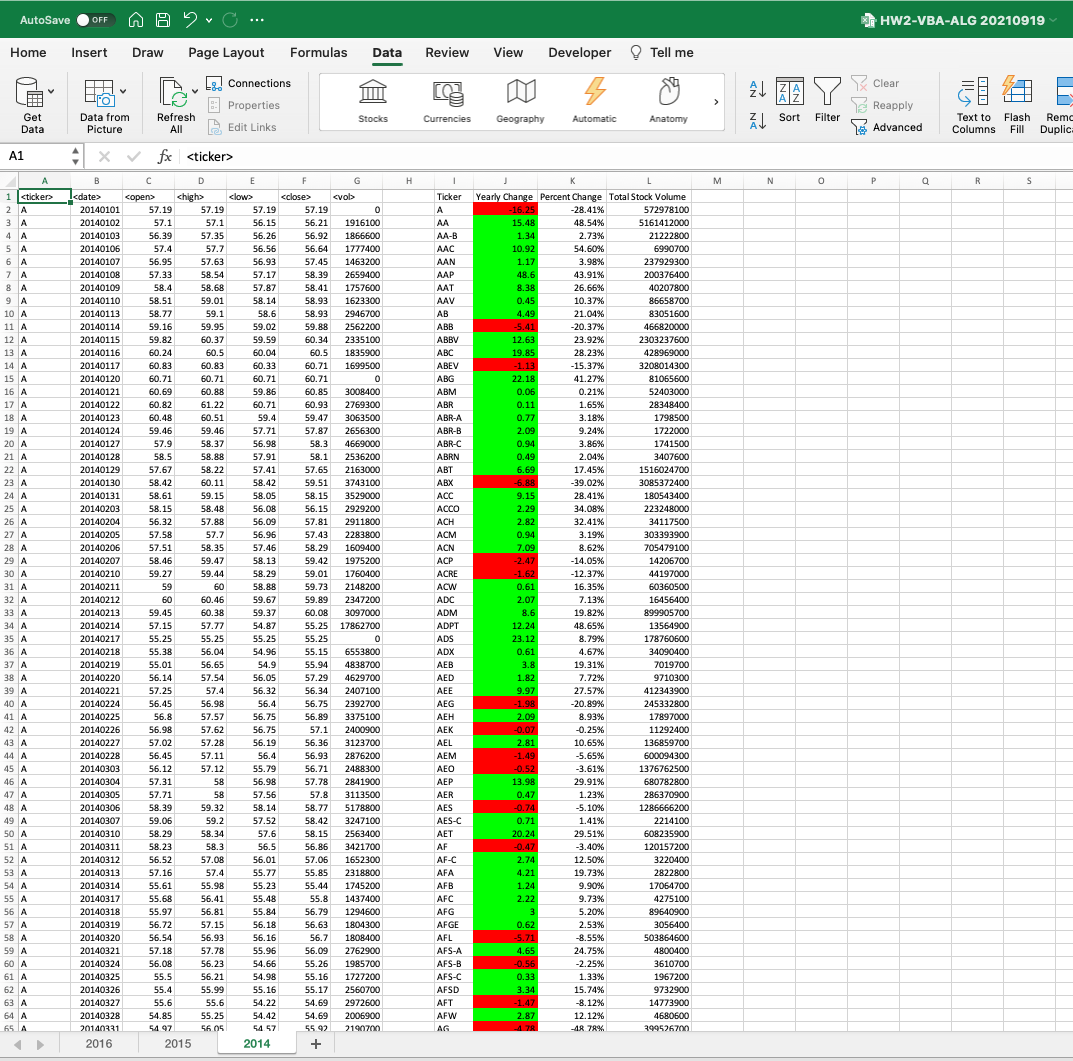 AutoSave OFF HW2-VBA-ALG 20210919
Home Insert Draw Page Layout Formulas Data Review View Developer Tell me
Get Data Data from Picture Refresh All Connections Properties Edit Links Stocks Currencies Geography Automatic Anatomy Sort Filter Clear Reapply Advanced Text to Columns Flash Fill Remo Duplica
A1 fx <ticker>
A B C D E F G H I J K L M N O P Q R S
1 <ticker> <date> <open> <high> <low> <close> <vol> Ticker Yearly Change Percent Change Total Stock Volume
2 A 20140101 57.19 57.19 57.19 57.19 0 A -16.25 -28.41% 572978100
3 A 20140102 57.1 57.1 56.15 56.21 1916100 AA 15.48 48.54% 5161412000
4 A 20140103 56.39 57.35 56.26 56.92 1866600 AA-B 1.34 2.73% 21222800
5 A 20140106 57.4 57.7 56.56 56.64 1777400 AAC 10.92 54.60% 6990700
6 A 20140107 56.95 57.63 56.93 57.45 1463200 AAN 1.17 3.98% 237929300
7 A 20140108 57.33 58.54 57.17 58.39 2659400 AAP 48.6 43.91% 200376400
8 A 20140109 58.4 58.68 57.87 58.41 1757600 AAT 8.38 26.66% 40207800
9 A 20140110 58.51 59.01 58.14 58.93 1623300 AAV 0.45 10.37% 86658700
10 A 20140113 58.77 59.1 58.6 58.93 2946700 AB 4.49 21.04% 83051600
11 A 20140114 59.16 59.95 59.02 59.88 2562200 ABB -5.41 -20.37% 466820000
12 A 20140115 59.82 60.37 59.59 60.34 2335100 ABBV 12.63 23.92% 2303237600
13 A 20140116 60.24 60.5 60.04 60.5 1835900 ABC 19.85 28.23% 428969000
14 A 20140117 60.83 60.83 60.33 60.71 1699500 ABEV -1.13 -15.37% 3208014300
15 A 20140120 60.71 60.71 60.71 60.71 0 ABG 22.18 41.27% 81065600
16 A 20140121 60.69 60.88 59.86 60.85 3008400 ABM 0.06 0.21% 52403000
17 A 20140122 60.82 61.22 60.71 60.93 2769300 ABR 0.11 1.65% 28348400
18 A 20140123 60.48 60.51 59.4 59.47 3063500 ABR-A 0.77 3.18% 1798500
19 A 20140124 59.46 59.46 57.71 57.87 2656300 ABR-B 2.09 9.24% 1722000
20 A 20140127 57.9 58.37 56.98 58.3 4669000 ABR-C 0.94 3.86% 1741500
21 A 20140128 58.5 58.88 57.91 58.1 2536200 ABRN 0.49 2.04% 3407600
22 A 20140129 57.67 58.22 57.41 57.65 2163000 ABT 6.69 17.45% 1516024700
23 A 20140130 58.42 60.11 58.42 59.51 3743100 ABX -6.88 -39.02% 3085372400
24 A 20140131 58.61 59.15 58.05 58.15 3529000 ACC 9.15 28.41% 180543400
25 A 20140203 58.15 58.48 56.08 56.15 2929200 ACCO 2.29 34.08% 223248000
26 A 20140204 56.32 57.88 56.09 57.81 2911800 ACH 2.82 32.41% 34117500
27 A 20140205 57.58 57.7 56.96 57.43 2283800 ACM 0.94 3.19% 303393900
28 A 20140206 57.51 58.35 57.46 58.29 1609400 ACN 7.09 8.62% 705479100
29 A 20140207 58.46 59.47 58.13 59.42 1975200 ACP -2.47 -14.05% 14206700
30 A 20140210 59.27 59.44 58.29 59.01 1760400 ACRE -1.62 -12.37% 44197000
31 A 20140211 59 60 58.88 59.73 2148200 ACW 0.61 16.35% 60360500
32 A 20140212 60 60.46 59.67 59.89 2347200 ADC 2.07 7.13% 16456400
33 A 20140213 59.45 60.38 59.37 60.08 3097000 ADM 8.6 19.82% 899905700
34 A 20140214 57.15 57.77 54.87 55.25 17862700 ADPT 12.24 48.65% 13564900
35 A 20140217 55.25 55.25 55.25 55.25 0 ADS 23.12 8.79% 178760600
36 A 20140218 55.38 56.04 54.96 55.15 6553800 ADX 0.61 4.67% 34090400
37 A 20140219 55.01 56.65 54.9 55.94 4838700 AEB 3.8 19.31% 7019700
38 A 20140220 56.14 57.54 56.05 57.29 4629700 AED 1.82 7.72% 9710300
39 A 20140221 57.25 57.4 56.32 56.34 2407100 AEE 9.97 27.57% 412343900
40 A 20140224 56.45 56.98 56.4 56.75 2392700 AEG -1.98 -20.89% 245332800
41 A 20140225 56.8 57.57 56.75 56.89 3375100 AEH 2.09 8.93% 17897000
42 A 20140226 56.98 57.62 56.75 57.1 2400900 AEK -0.07 -0.25% 11292400
43 A 20140227 57.02 57.28 56.19 56.36 3123700 AEL 2.81 10.65% 136859700
44 A 20140228 56.45 57.11 56.4 56.93 2876200 AEM -1.49 -5.65% 600094300
45 A 20140303 56.12 57.12 55.79 56.71 2488300 AEO -0.52 -3.61% 1376762500
46 A 20140304 57.31 58 56.98 57.78 2841900 AEP 13.98 29.91% 680782800
47 A 20140305 57.71 58 57.56 57.8 3113500 AER 0.47 1.23% 286370900
48 A 20140306 58.39 59.32 58.14 58.77 5178800 AES -0.74 -5.10% 1286666200
49 A 20140307 59.06 59.2 57.52 58.42 3247100 AES-C 0.71 1.41% 2214100
50 A 20140310 58.29 58.34 57.6 58.15 2563400 AET 20.24 29.51% 608235900
51 A 20140311 58.23 58.3 56.5 56.86 3421700 AF -0.47 -3.40% 120157200
52 A 20140312 56.52 57.08 56.01 57.06 1652300 AF-C 2.74 12.50% 3220400
53 A 20140313 57.16 57.4 55.77 55.85 2318800 AFA 4.21 19.73% 2822800
54 A 20140314 55.61 55.98 55.23 55.44 1745200 AFB 1.24 9.90% 17064700
55 A 20140317 55.68 56.41 55.48 55.8 1437400 AFC 2.22 9.73% 4275100
56 A 20140318 55.97 56.81 55.84 56.79 1294600 AFG 3 5.20% 89640900
57 A 20140319 56.72 57.15 56.18 56.63 1804300 AFGE 0.62 2.53% 3056400
58 A 20140320 56.54 56.93 56.16 56.7 1808400 AFL -5.71 -8.55% 503864600
59 A 20140321 57.18 57.78 55.96 56.09 2762900 AFS-A 4.65 24.75% 4800400
60 A 20140324 56.08 56.23 54.66 55.26 1985700 AFS-B -0.56 -2.25% 3610700
61 A 20140325 55.5 56.21 54.98 55.16 1727200 AFS-C 0.33 1.33% 1967200
62 A 20140326 55.4 55.99 55.16 55.17 2560700 AFSD 3.34 15.74% 9732900
63 A 20140327 55.6 55.6 54.22 54.69 2972600 AFT -1.47 -8.12% 14773900
64 A 20140328 54.85 55.25 54.42 54.69 2006900 AFW 2.87 12.12% 4680600
65 A 20140331 54.97 56.05 54.57 55.92 2190700 AG -4.78 -48.78% 399526700
2016 2015 2014 +